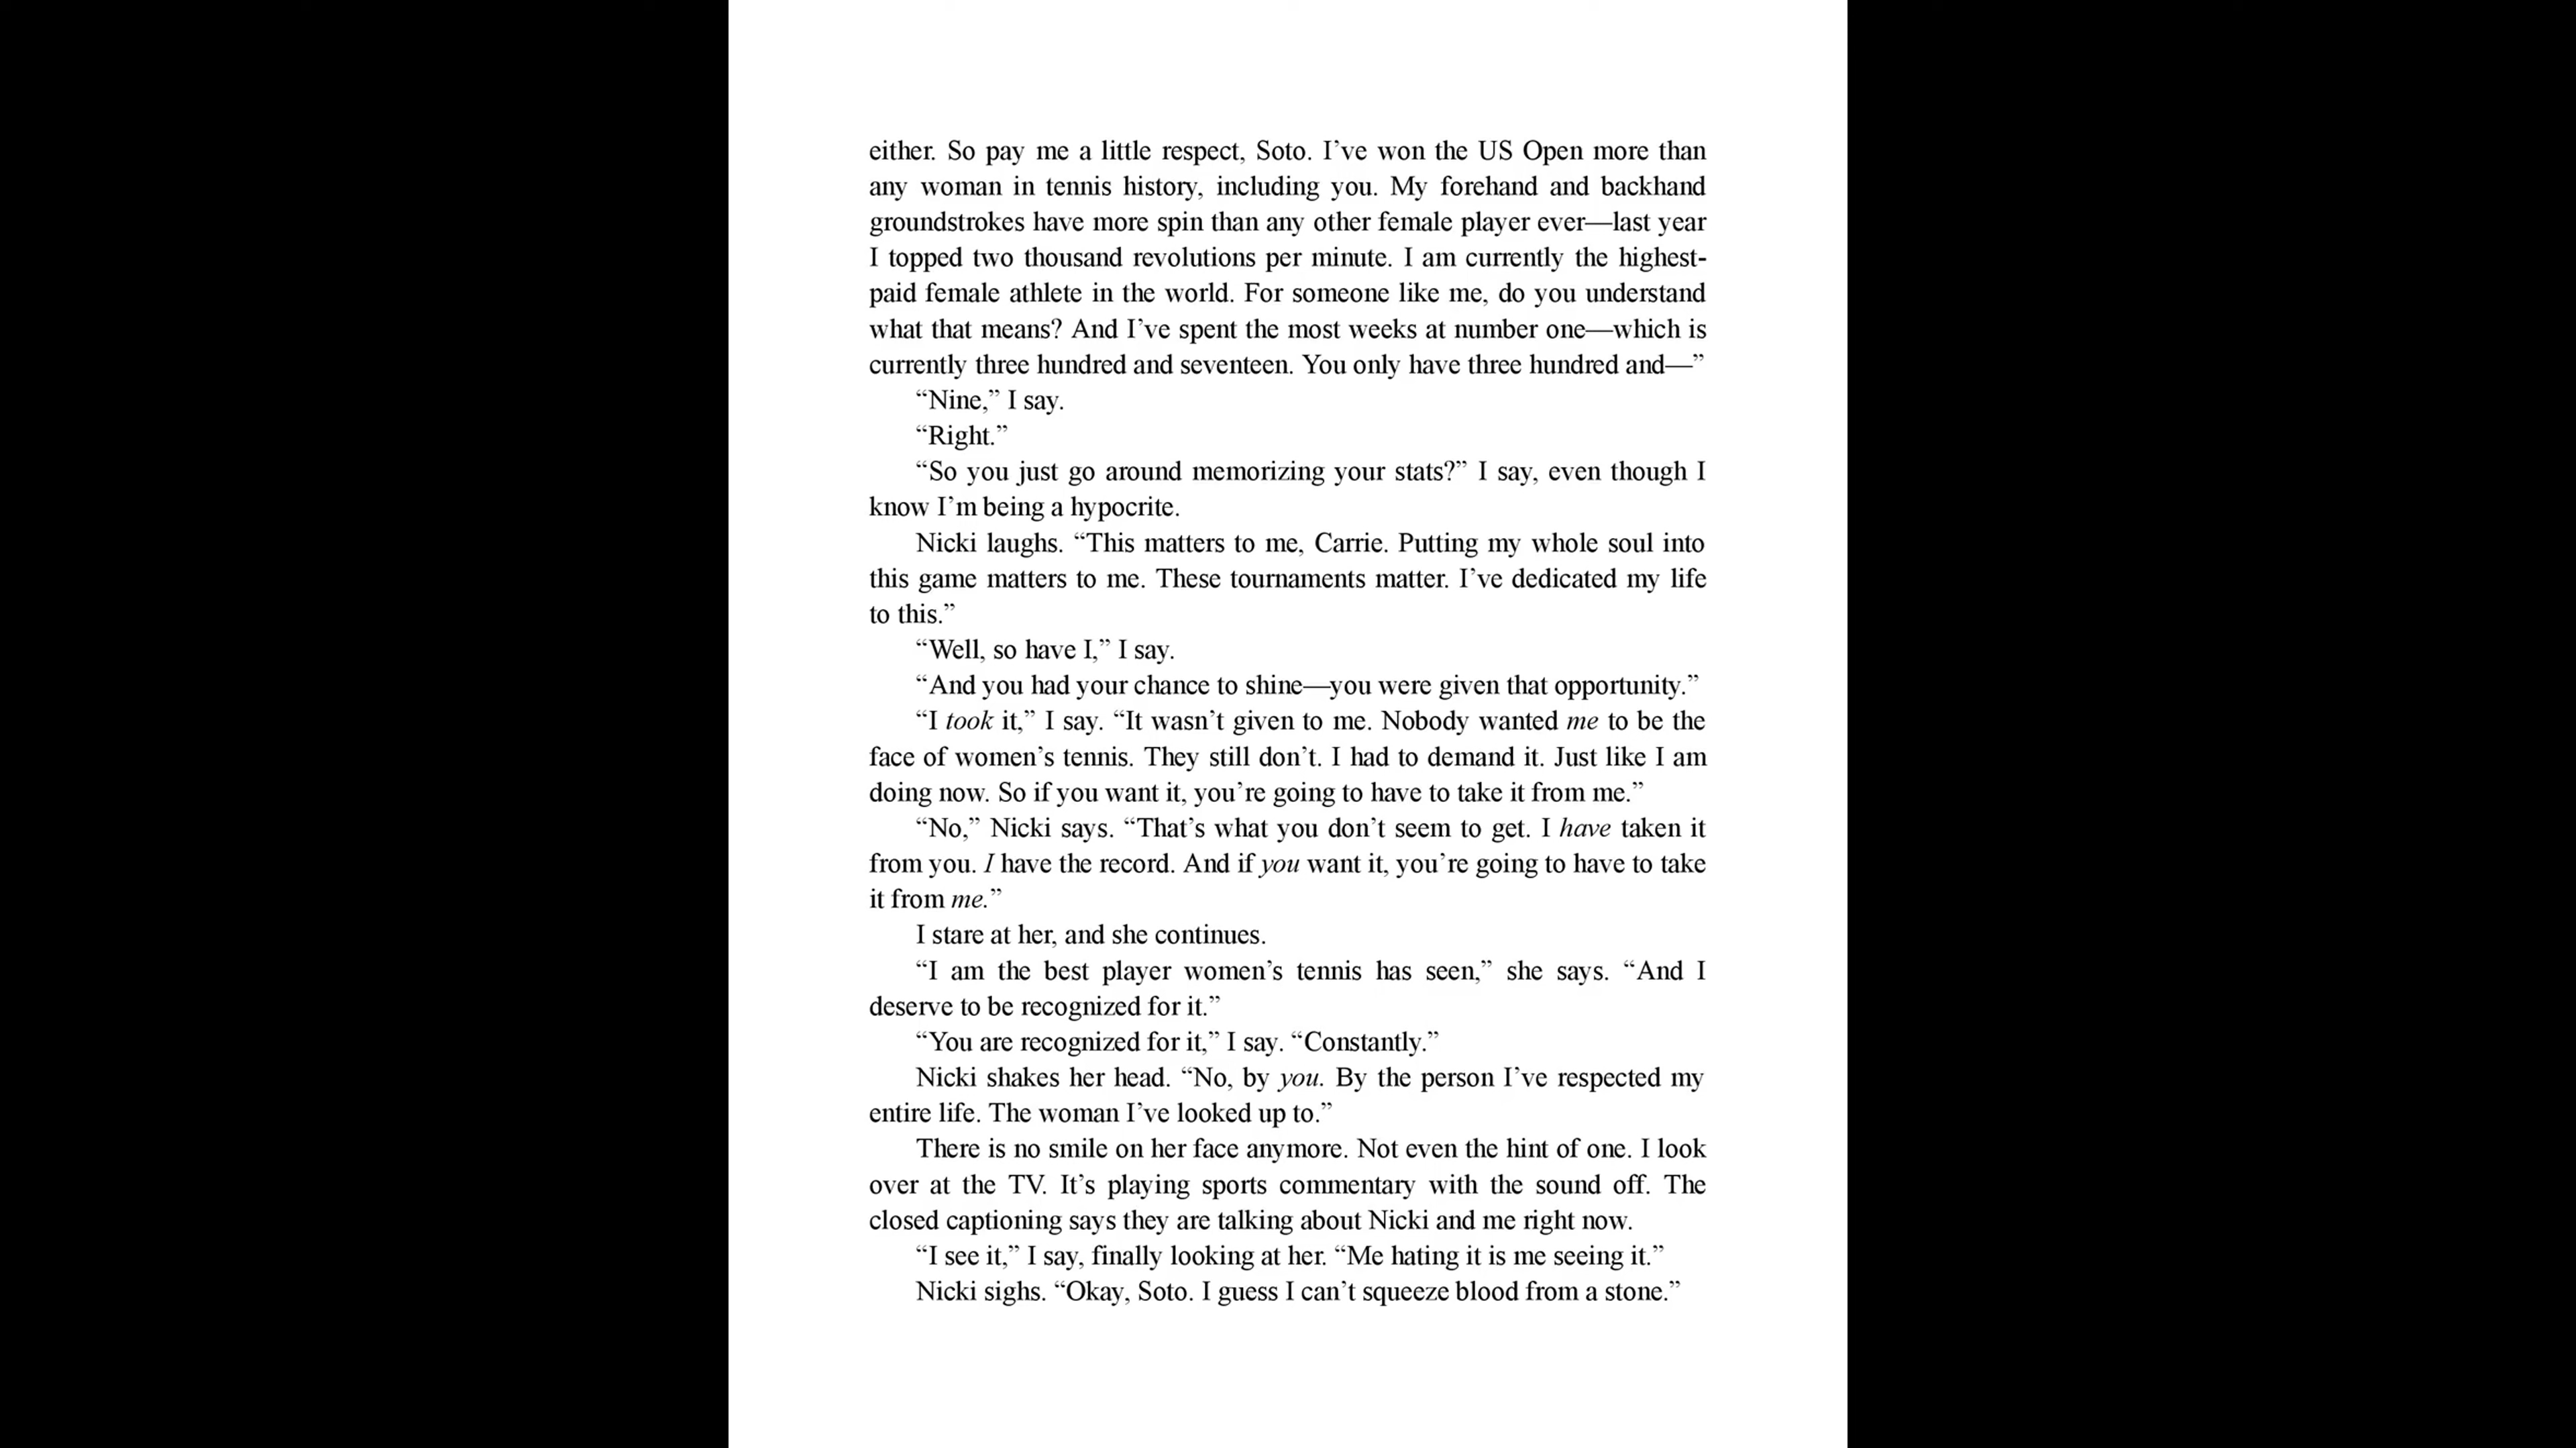 either. So pay me a little respect, Soto. I’ve won the US Open more than
any woman in tennis history, including you. My forehand and backhand
groundstrokes have more spin than any other female player ever—last year
I topped two thousand revolutions per minute. I am currently the highest-
paid female athlete in the world. For someone like me, do you understand
what that means? And I’ve spent the most weeks at number one—which is
currently three hundred and seventeen. You only have three hundred and—”
“Nine,” I say.
“Right.”
“So you just go around memorizing your stats?” I say, even though I
know I’m being a hypocrite.
Nicki laughs. “This matters to me, Carrie. Putting my whole soul into
this game matters to me. These tournaments matter. I’ve dedicated my life
to this.”
“Well, so have I,” I say.
“And you had your chance to shine—you were given that opportunity.”
“I took it,” I say. “It wasn’t given to me. Nobody wanted me to be the
face of women’s tennis. They still don’t. I had to demand it. Just like I am
doing now. So if you want it, you’re going to have to take it from me.”
“No,” Nicki says. “That’s what you don’t seem to get. I have taken it
from you. I have the record. And if you want it, you’re going to have to take
it from me.”
I stare at her, and she continues.
“I am the best player women’s tennis has seen,” she says. “And I
deserve to be recognized for it.”
“You are recognized for it,” I say. “Constantly.”
Nicki shakes her head. “No, by you. By the person I’ve respected my
entire life. The woman I’ve looked up to.”
There is no smile on her face anymore. Not even the hint of one. I look
over at the TV. It’s playing sports commentary with the sound off. The
closed captioning says they are talking about Nicki and me right now.
“I see it,” I say, finally looking at her. “Me hating it is me seeing it.”
Nicki sighs. “Okay, Soto. I guess I can’t squeeze blood from a stone.”